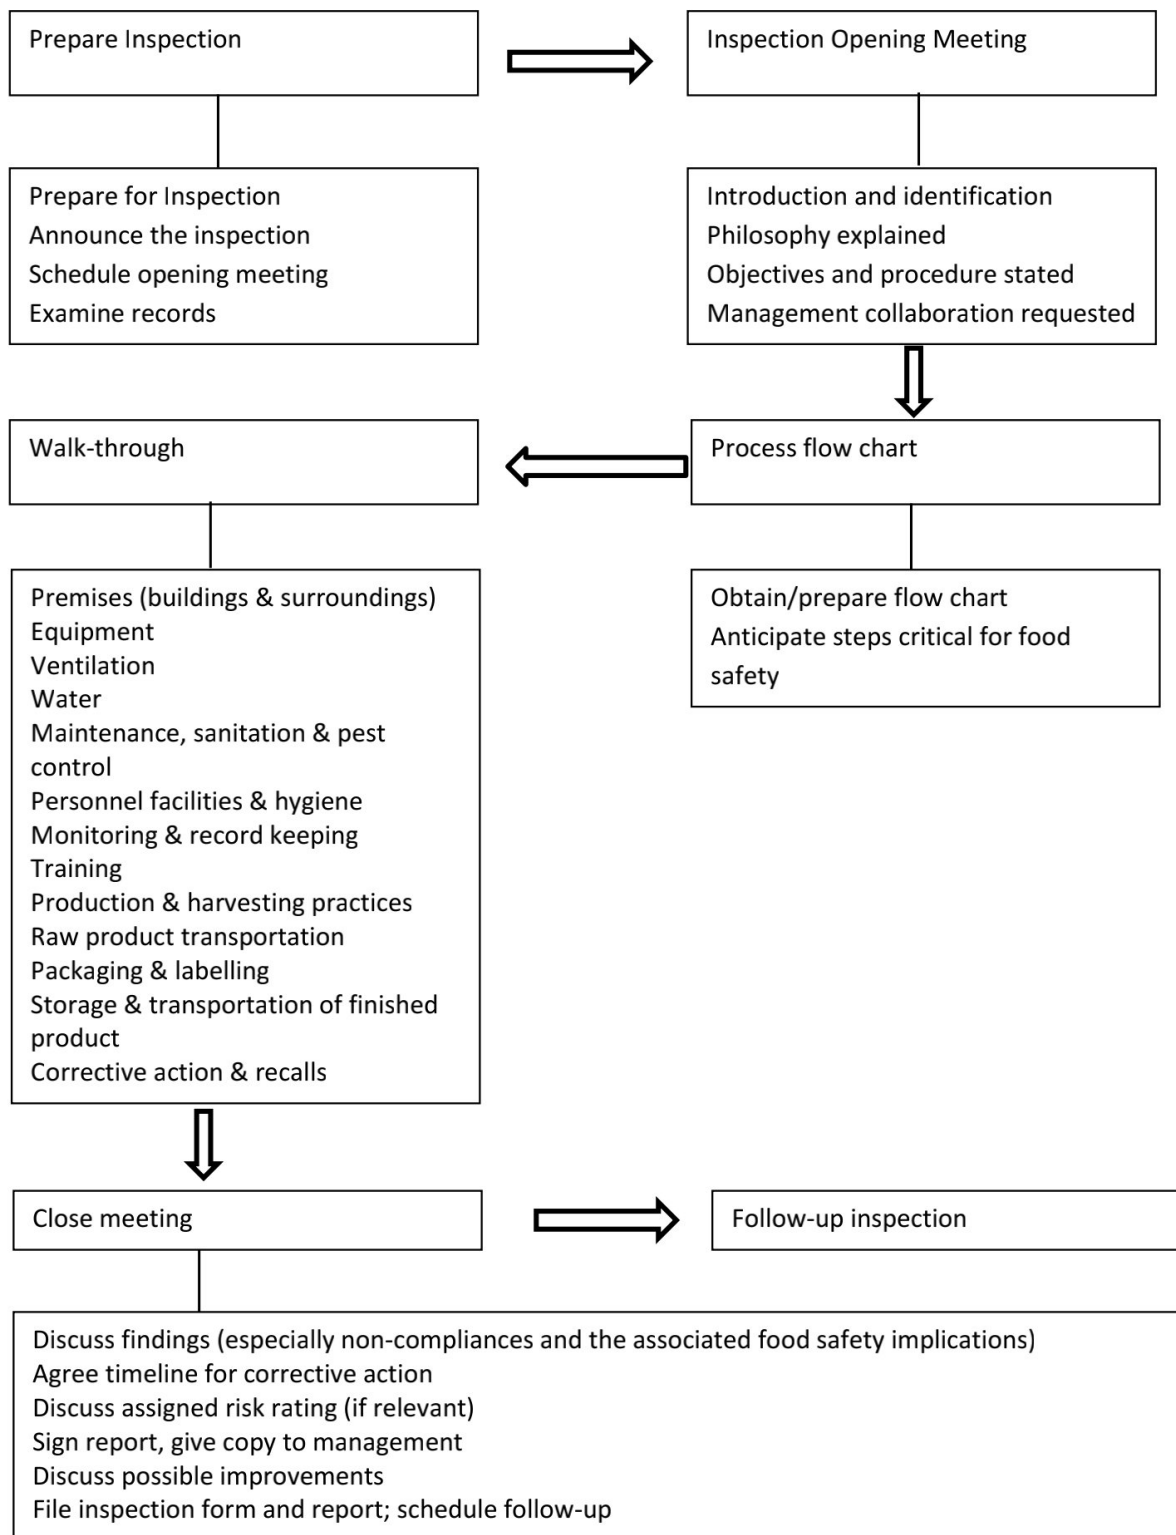 Prepare Inspection
Inspection Opening Meeting
Prepare for Inspection
Announce the inspection
Schedule opening meeting
Examine records
Introduction and identification
Philosophy explained
Objectives and procedure stated
Management collaboration requested
Process flow chart
Obtain/prepare flow chart
Anticipate steps critical for food
safety
Walk-through
Premises (buildings & surroundings)
Equipment
Ventilation
Water
Maintenance, sanitation & pest
control
Personnel facilities & hygiene
Monitoring & record keeping
Training
Production & harvesting practices
Raw product transportation
Packaging & labelling
Storage & transportation of finished
product
Corrective action & recalls
Close meeting
Follow-up inspection
Discuss findings (especially non-compliances and the associated food safety implications)
Agree timeline for corrective action
Discuss assigned risk rating (if relevant)
Sign report, give copy to management
Discuss possible improvements
File inspection form and report; schedule follow-up